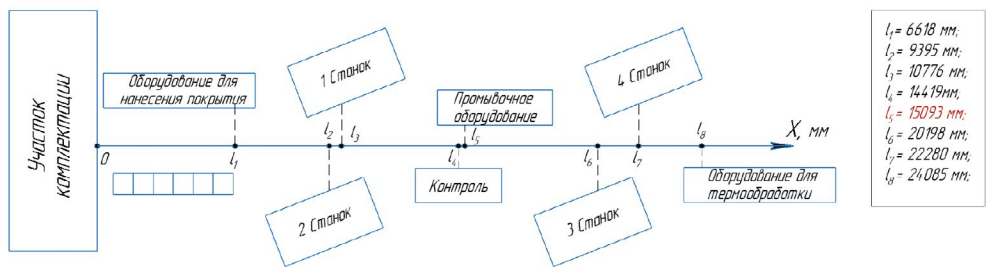 Участок
комплектации
Оборудование для
нанесения покрытия
1 Станок
Промывачное
оборудование
4 Станок
0
l₁
l₂
l₃
l₄
l₅
l₆
l₇
l₈
X, мм
2 Станок
Контроль
3 Станок
Оборудование для
термообработки
l₁= 6618 мм;
l₂= 9395 мм;
l₃= 10776 мм;
l₄= 14419мм;
l₅= 15093 мм;
l₆= 20198 мм;
l₇= 22280 мм;
l₈= 24085 мм;